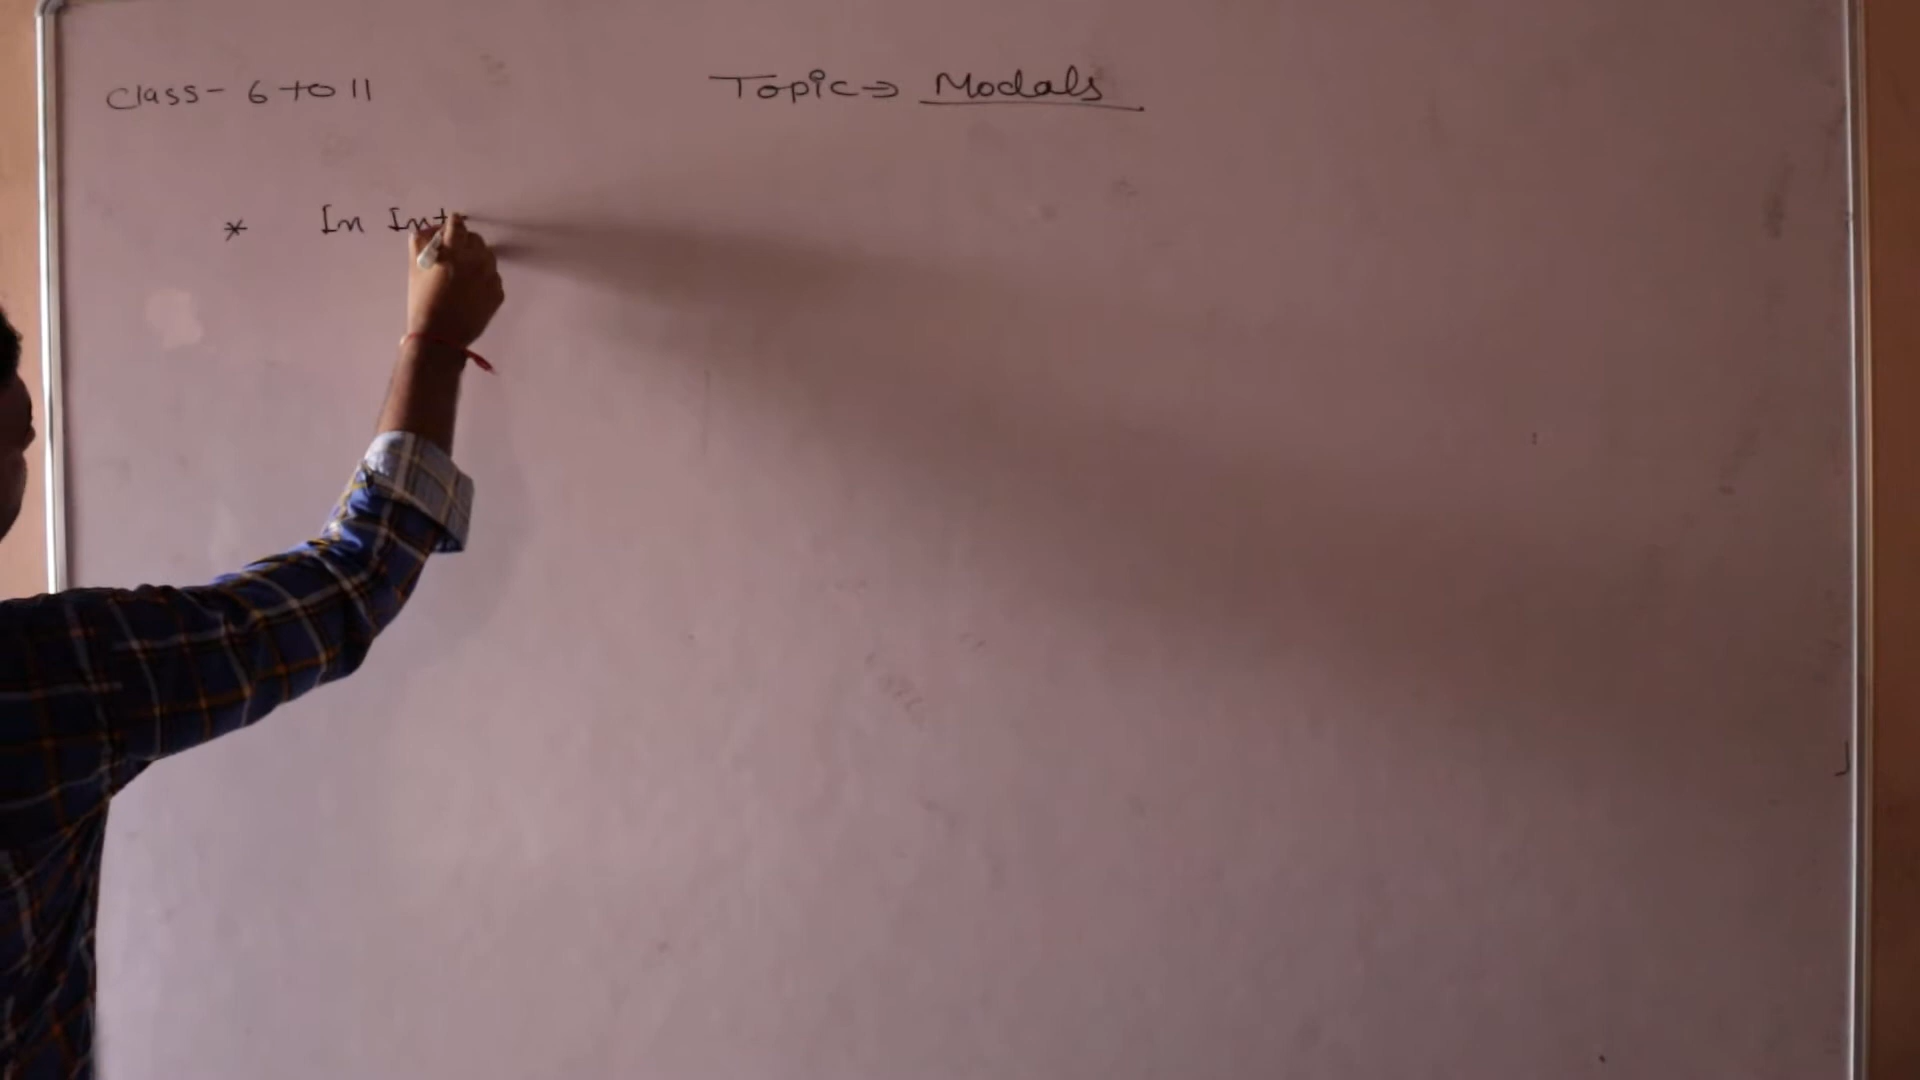 Class- 6 to 11
Topic→ Modals
* In Int